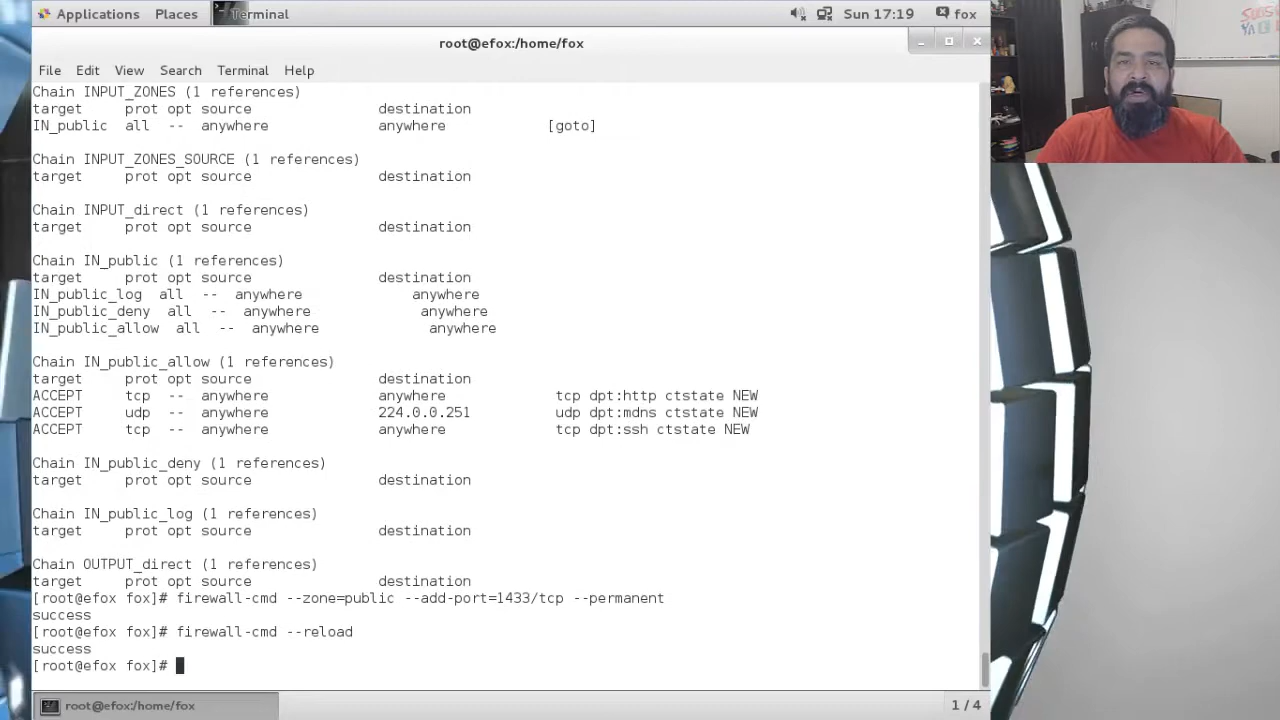 Applications Places Terminal Sun 17:19 fox
root@efox:/home/fox
File Edit View Search Terminal Help
Chain INPUT_ZONES (1 references)
target prot opt source destination
IN_public all -- anywhere anywhere [goto]
Chain INPUT_ZONES_SOURCE (1 references)
target prot opt source destination
Chain INPUT_direct (1 references)
target prot opt source destination
Chain IN_public (1 references)
target prot opt source destination
IN_public_log all -- anywhere anywhere
IN_public_deny all -- anywhere anywhere
IN_public_allow all -- anywhere anywhere
Chain IN_public_allow (1 references)
target prot opt source destination
ACCEPT tcp -- anywhere anywhere tcp dpt:http ctstate NEW
ACCEPT udp -- anywhere 224.0.0.251 udp dpt:mdns ctstate NEW
ACCEPT tcp -- anywhere anywhere tcp dpt:ssh ctstate NEW
Chain IN_public_deny (1 references)
target prot opt source destination
Chain IN_public_log (1 references)
target prot opt source destination
Chain OUTPUT_direct (1 references)
target prot opt source destination
[root@efox fox]# firewall-cmd --zone=public --add-port=1433/tcp --permanent
success
[root@efox fox]# firewall-cmd --reload
success
[root@efox fox]#
root@efox:/home/fox 1 / 4